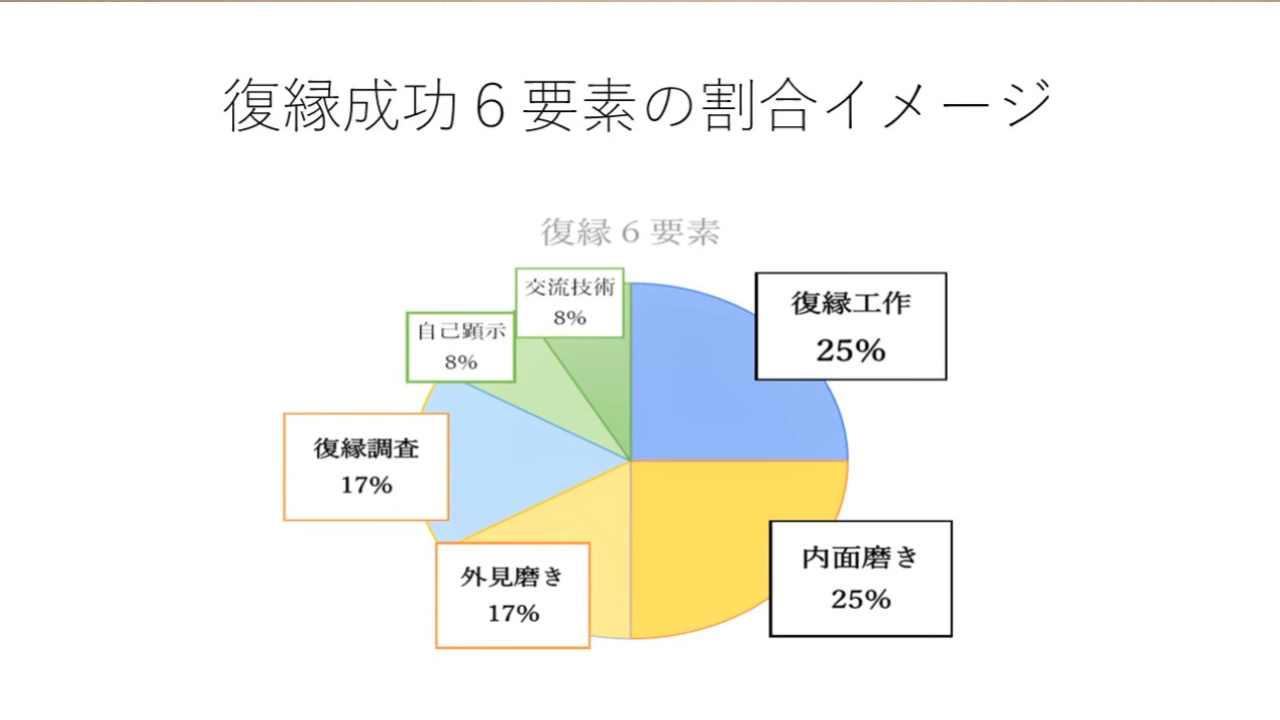 復縁成功６要素の割合イメージ
復縁６要素
交流技術
8%
自己顕示
8%
復縁工作
25%
復縁調査
17%
内面磨き
25%
外見磨き
17%